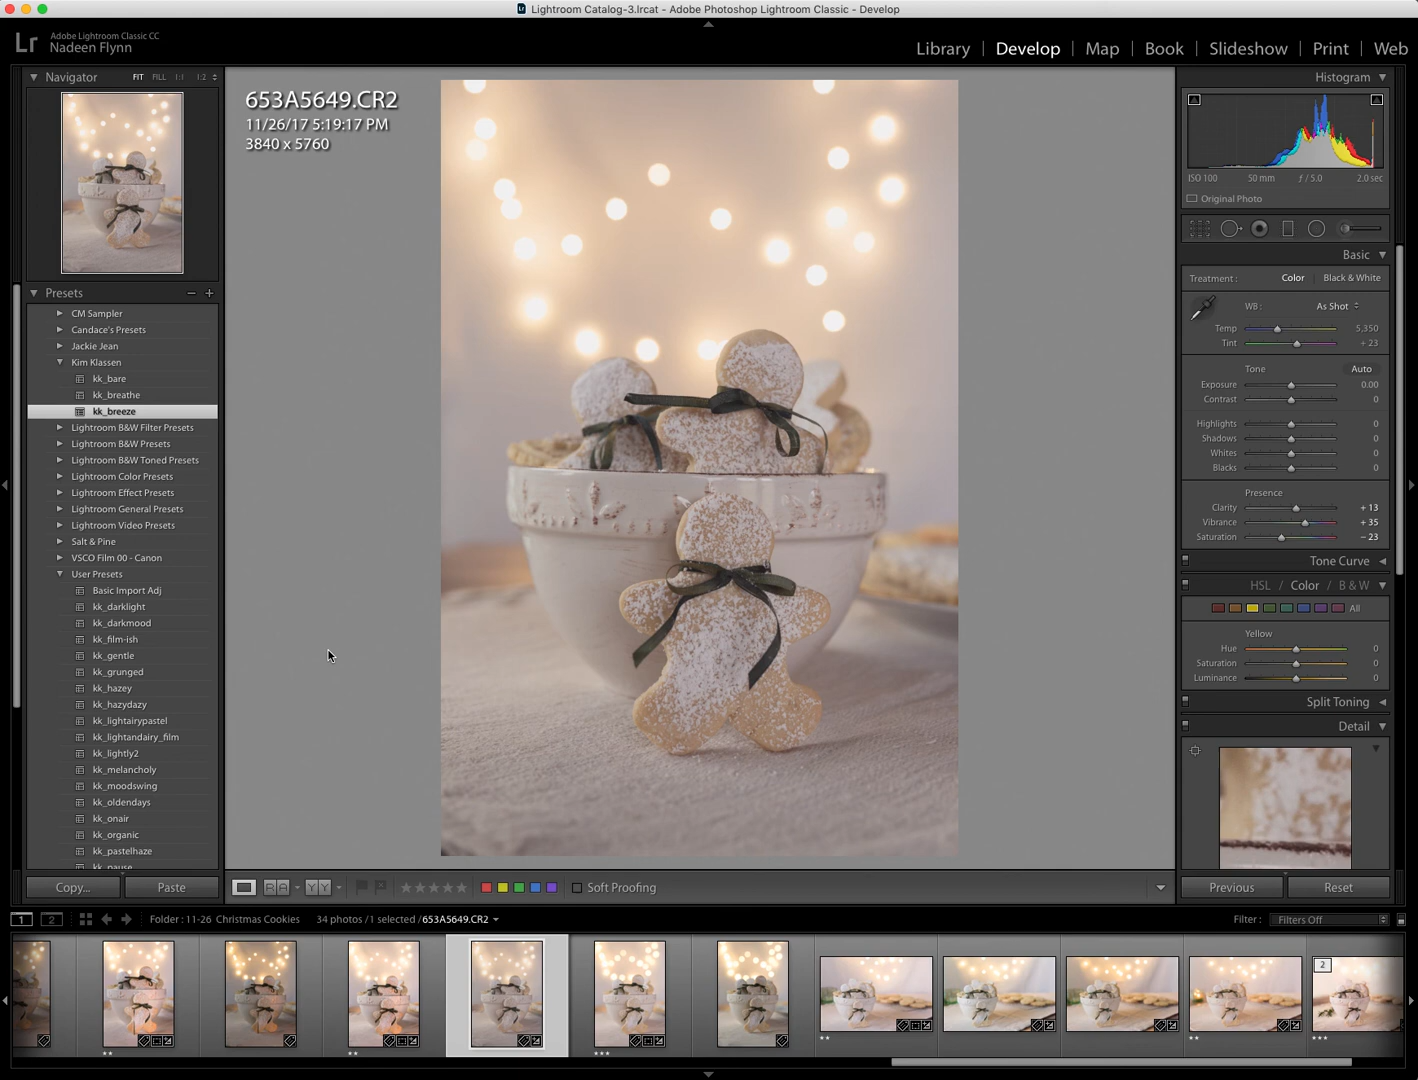 Lightroom Catalog-3.lrcat - Adobe Photoshop Lightroom Classic - Develop
Lr
Adobe Lightroom Classic CC
Nadeen Flynn
Library | Develop | Map | Book | Slideshow | Print | Web
Navigator FIT FILL 1:1 1:2
Presets − +
CM Sampler
Candace's Presets
Jackie Jean
Kim Klassen
kk_bare
kk_breathe
kk_breeze
Lightroom B&W Filter Presets
Lightroom B&W Presets
Lightroom B&W Toned Presets
Lightroom Color Presets
Lightroom Effect Presets
Lightroom General Presets
Lightroom Video Presets
Salt & Pine
VSCO Film 00 - Canon
User Presets
Basic Import Adj
kk_darklight
kk_darkmood
kk_film-ish
kk_gentle
kk_grunged
kk_hazey
kk_hazydazy
kk_lightairypastel
kk_lightandairy_film
kk_lightly2
kk_melancholy
kk_moodswing
kk_oldendays
kk_onair
kk_organic
kk_pastelhaze
kk_pause
Copy... Paste
653A5649.CR2
11/26/17 5:19:17 PM
3840 x 5760
R A Y Y
Soft Proofing
Histogram
ISO 100 50 mm ƒ / 5.0 2.0 sec
Original Photo
Basic
Treatment : Color Black & White
WB : As Shot
Temp 5,350
Tint + 23
Tone Auto
Exposure 0.00
Contrast 0
Highlights 0
Shadows 0
Whites 0
Blacks 0
Presence
Clarity + 13
Vibrance + 35
Saturation − 23
Tone Curve
HSL / Color / B & W
All
Yellow
Hue 0
Saturation 0
Luminance 0
Split Toning
Detail
Previous Reset
1 2 Folder : 11-26 Christmas Cookies 34 photos / 1 selected / 653A5649.CR2 Filter : Filters Off
2